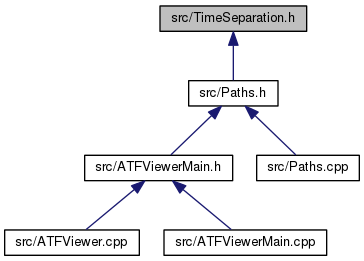 src/TimeSeparation.h
src/Paths.h
src/ATFViewerMain.h
src/Paths.cpp
src/ATFViewer.cpp
src/ATFViewerMain.cpp